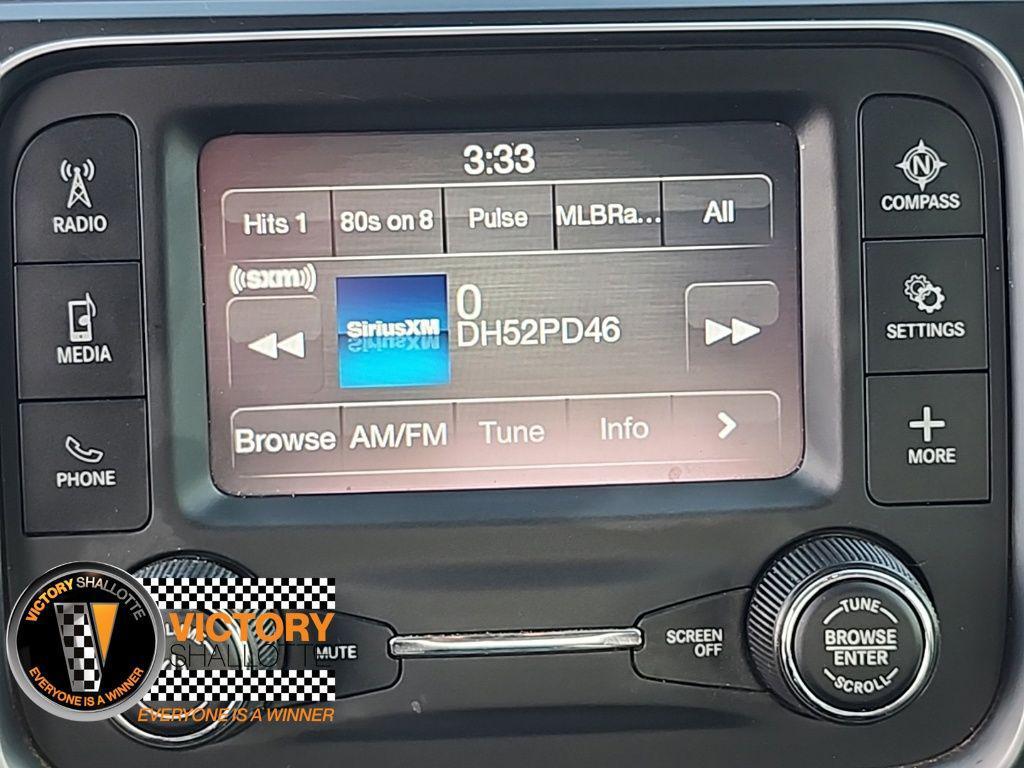 3:33
Hits 1 80s on 8 Pulse MLBRa... All
((sxm))
SiriusXM
0
DH52PD46
Browse AM/FM Tune Info >
RADIO
MEDIA
PHONE
COMPASS
N
SETTINGS
MORE
MUTE
SCREEN
OFF
TUNE
BROWSE
ENTER
SCROLL
VICTORY SHALLOTTE
EVERYONE IS A WINNER
VICTORY
SHALLOTTE
EVERYONE IS A WINNER